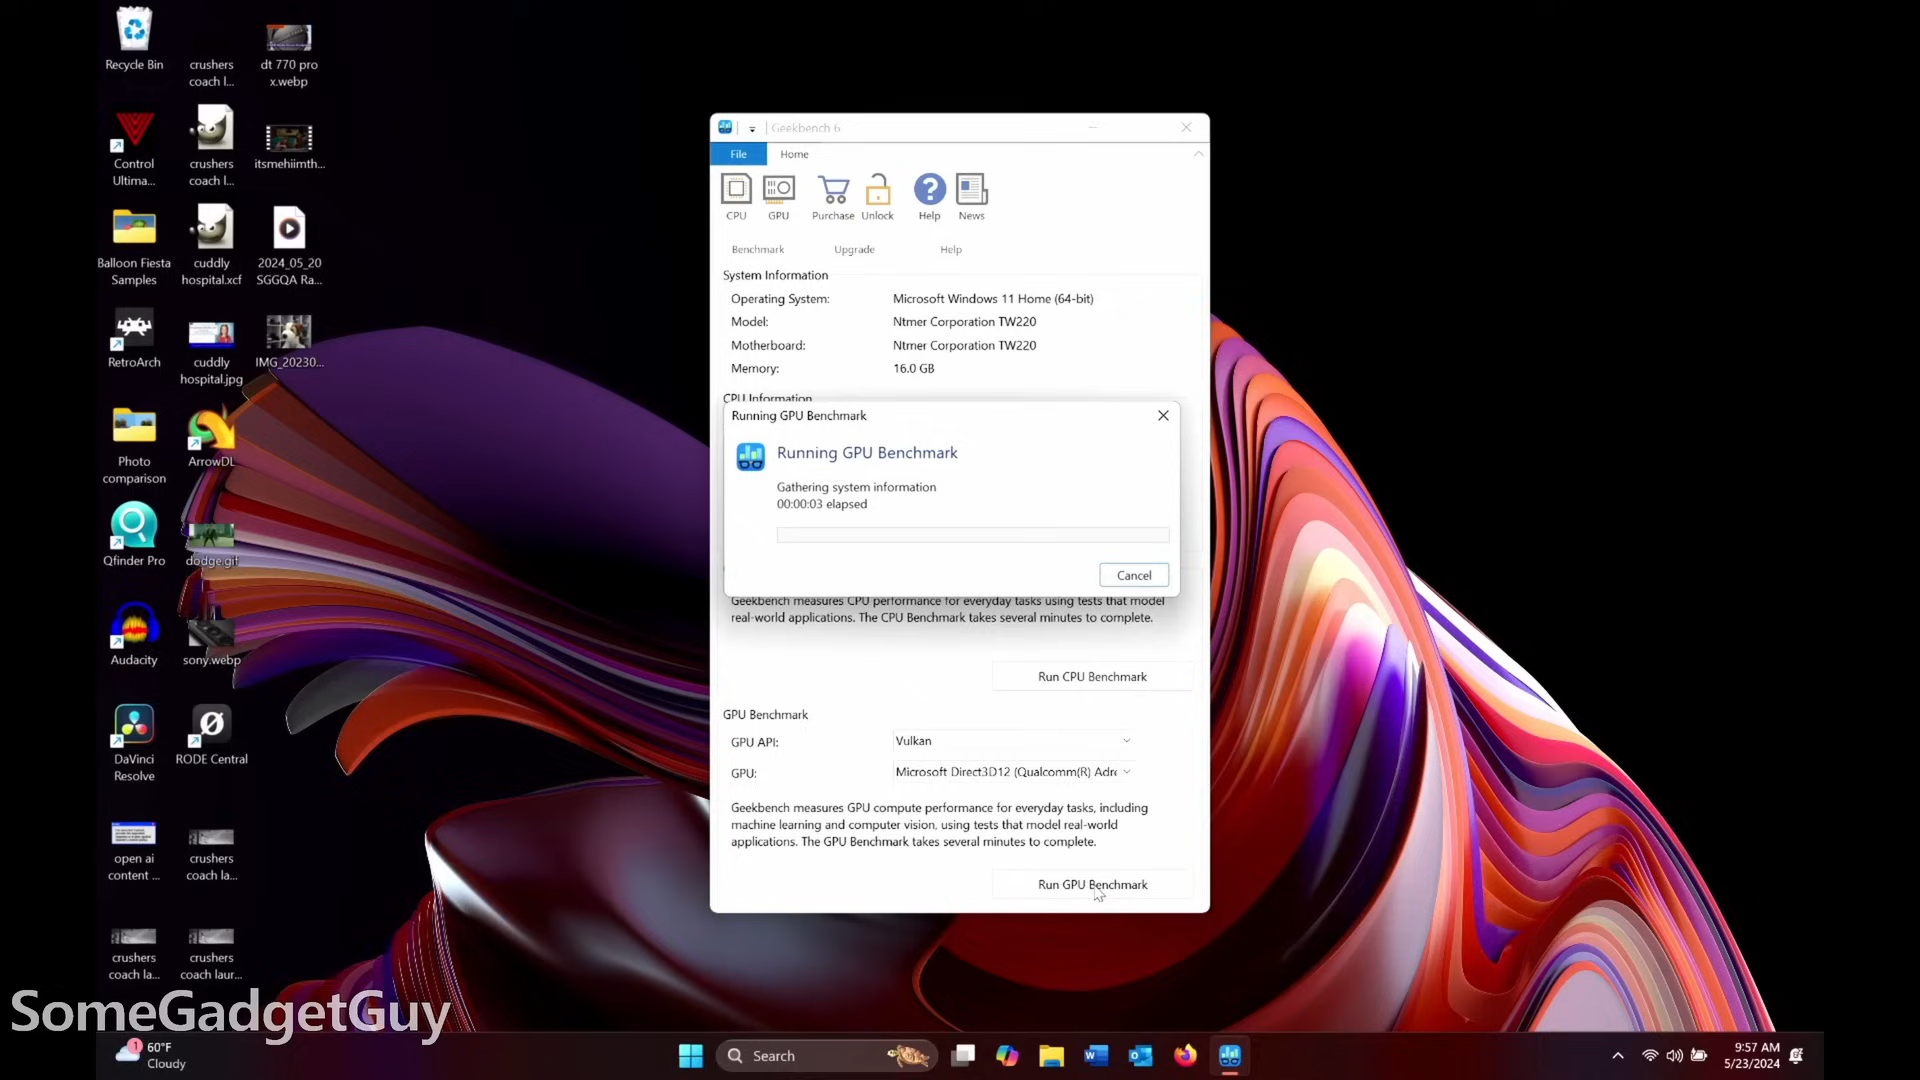 Recycle Bin
crushers
coach l...
dt 770 pro
x.webp
Control
Ultima...
crushers
coach l...
itsmehiimth...
Balloon Fiesta
Samples
cuddly
hospital.xcf
2024_05_20
SGGQA Ra...
RetroArch
cuddly
hospital.jpg
IMG_20230...
Photo
comparison
ArrowDL
Qfinder Pro
dodge.gif
Audacity
sony.webp
DaVinci
Resolve
RODE Central
open ai
content ...
crushers
coach la...
crushers
coach la...
crushers
coach laur...
Geekbench 6
File
Home
CPU
GPU
Purchase
Unlock
Help
News
Benchmark
Upgrade
Help
System Information
Operating System:
Microsoft Windows 11 Home (64-bit)
Model:
Ntmer Corporation TW220
Motherboard:
Ntmer Corporation TW220
Memory:
16.0 GB
CPU Information
Running GPU Benchmark
Running GPU Benchmark
Gathering system information
00:00:03 elapsed
Cancel
Geekbench measures CPU performance for everyday tasks using tests that model
real-world applications. The CPU Benchmark takes several minutes to complete.
Run CPU Benchmark
GPU Benchmark
GPU API:
Vulkan
GPU:
Microsoft Direct3D12 (Qualcomm(R) Adre
Geekbench measures GPU compute performance for everyday tasks, including
machine learning and computer vision, using tests that model real-world
applications. The GPU Benchmark takes several minutes to complete.
Run GPU Benchmark
SomeGadgetGuy
1
60°F
Cloudy
Search
9:57 AM
5/23/2024